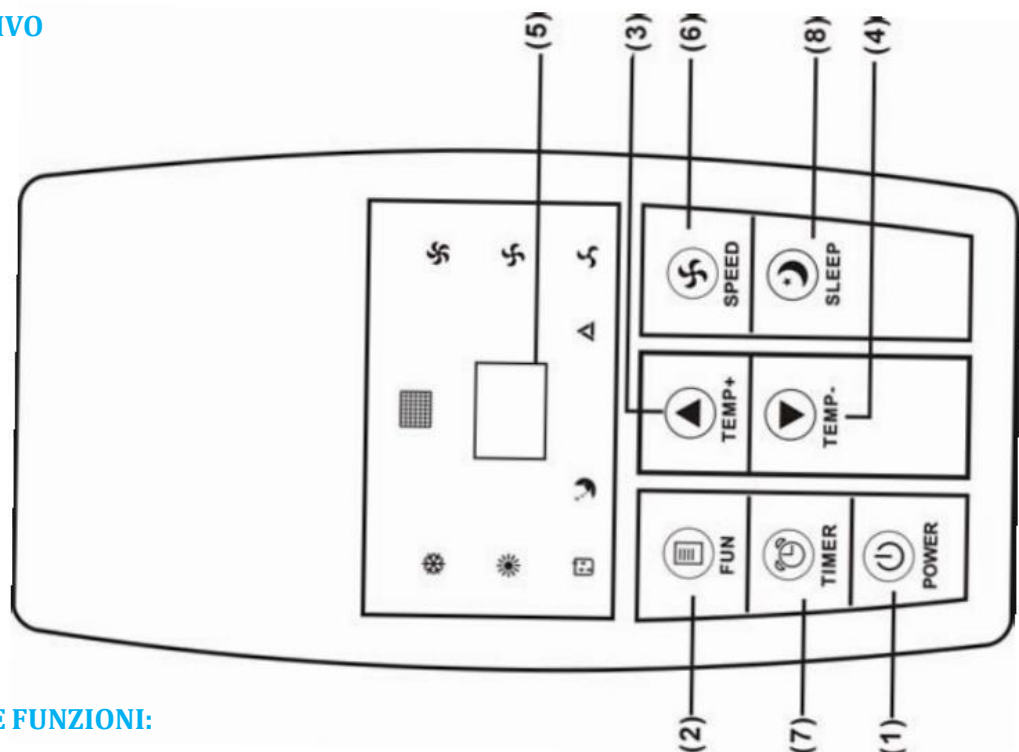 IVO
(5)
(3)
(6)
(8)
(4)
SPEED
SLEEP
TEMP+
TEMP-
FUN
TIMER
POWER
E FUNZIONI:
(2)
(7)
(1)